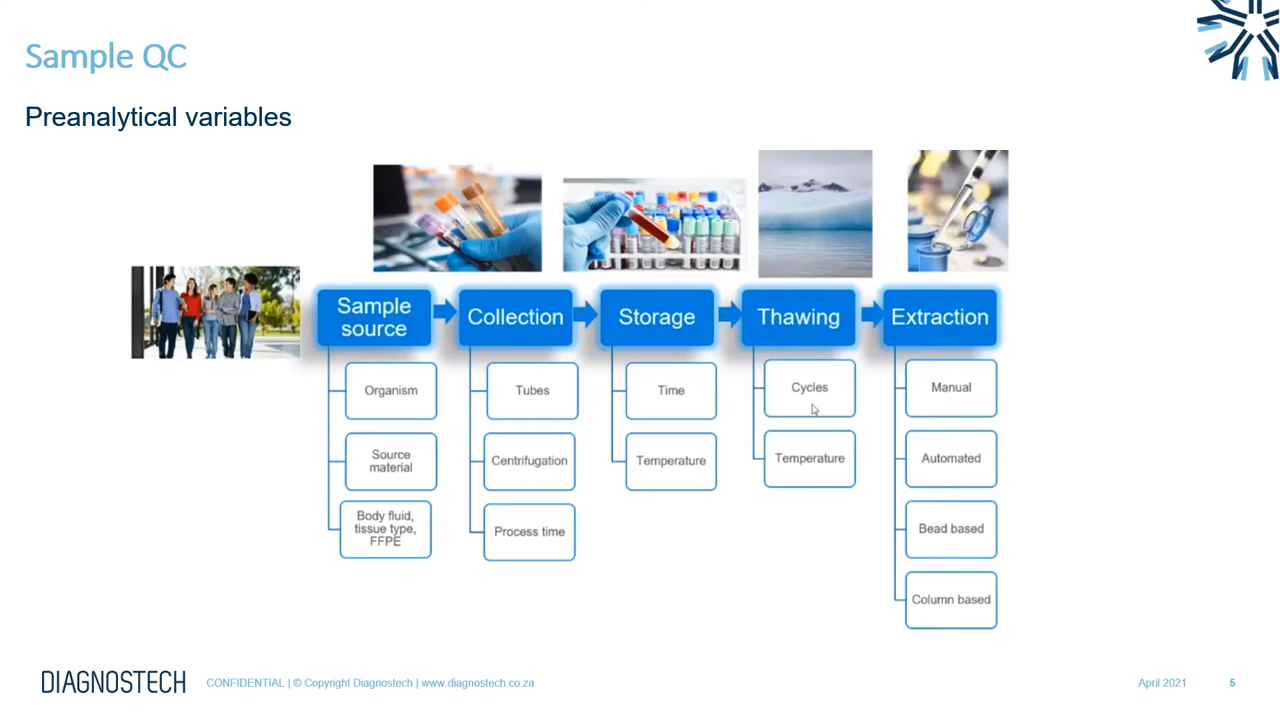 Sample QC
Preanalytical variables
Sample
source
Collection
Storage
Thawing
Extraction
Organism
Source
material
Body fluid,
tissue type,
FFPE
Tubes
Centrifugation
Process time
Time
Temperature
Cycles
Temperature
Manual
Automated
Bead based
Column based
DIAGNOSTECH
CONFIDENTIAL | © Copyright Diagnostech | www.diagnostech.co.za
April 2021
5